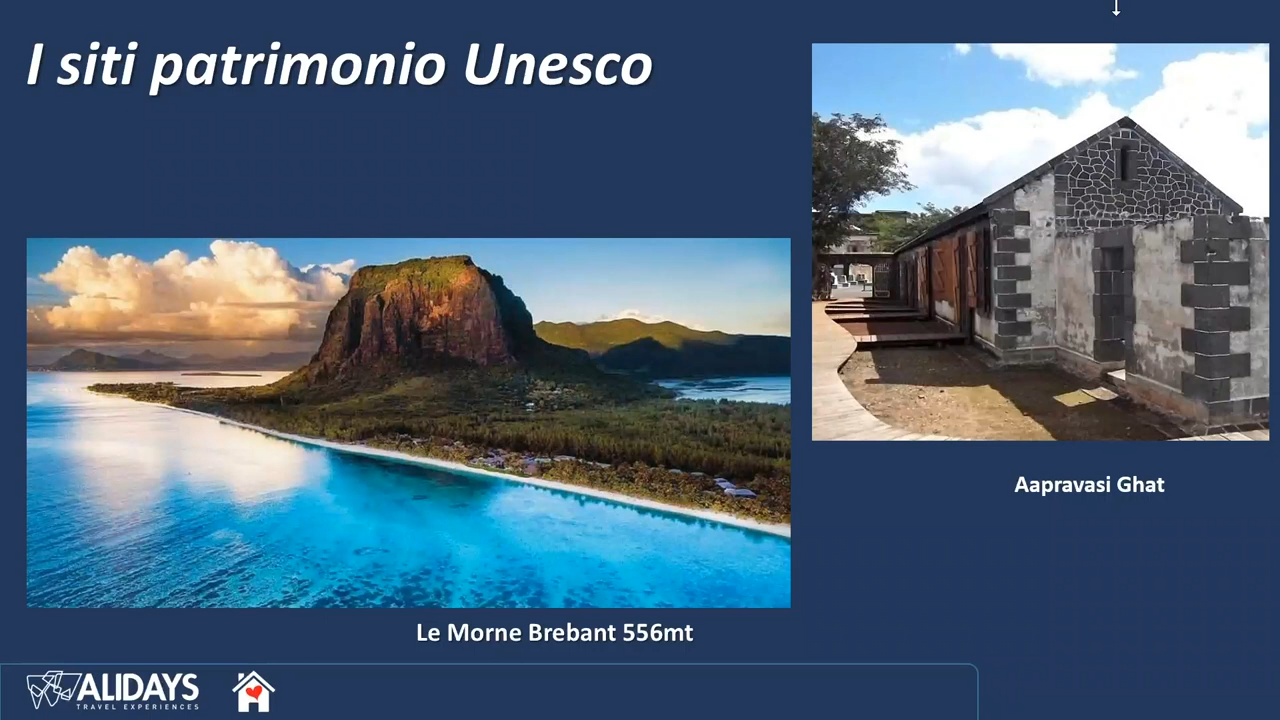 I siti patrimonio Unesco
Aapravasi Ghat
Le Morne Brebant 556mt
ALIDAYS
TRAVEL EXPERIENCES